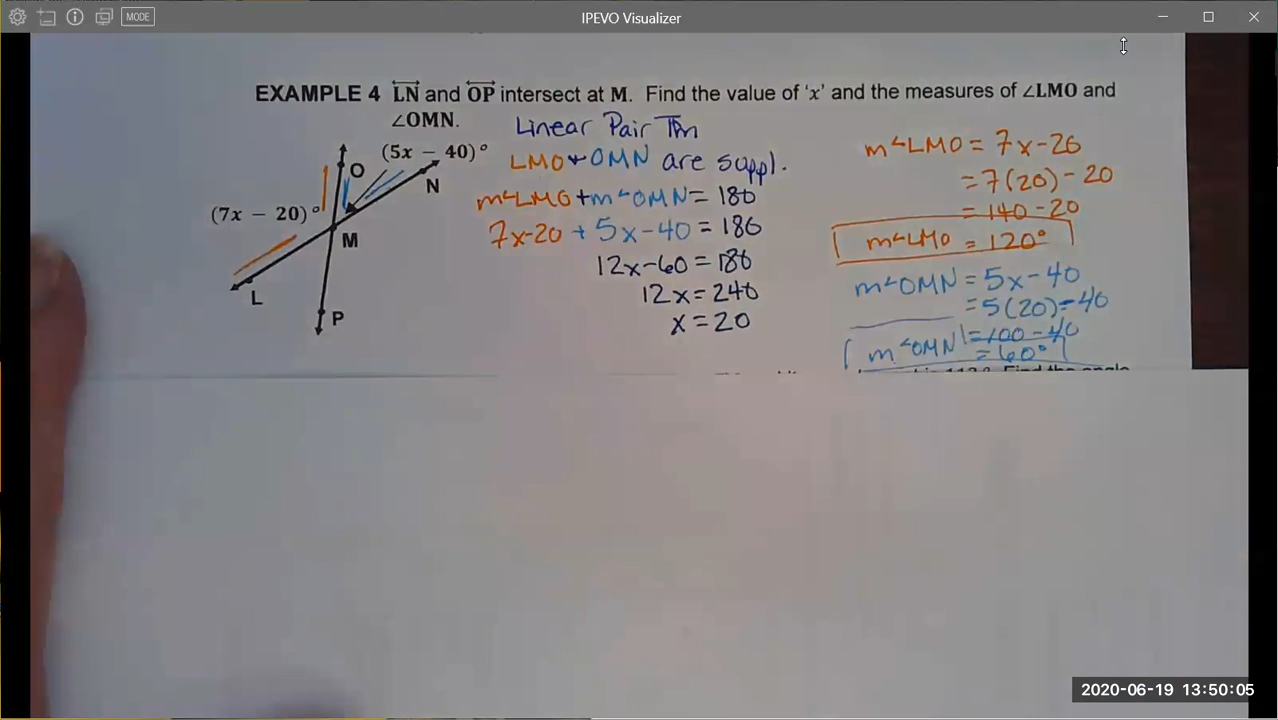 MODE
IPEVO Visualizer
EXAMPLE 4 LN and OP intersect at M. Find the value of 'x' and the measures of ∠LMO and
∠OMN.
Linear Pair Thm
LMO + OMN are suppl.
m∠LMO + m∠OMN = 180
7x-20 + 5x-40 = 180
12x-60 = 180
12x = 240
x = 20
(5x − 40)°
O
N
(7x − 20)°
M
L
P
m∠LMO = 7x-20
= 7(20) - 20
= 140 - 20
m∠LMO = 120°
m∠OMN = 5x - 40
= 5(20) - 40
= 100 - 40
m∠OMN = 60°
2020-06-19 13:50:05